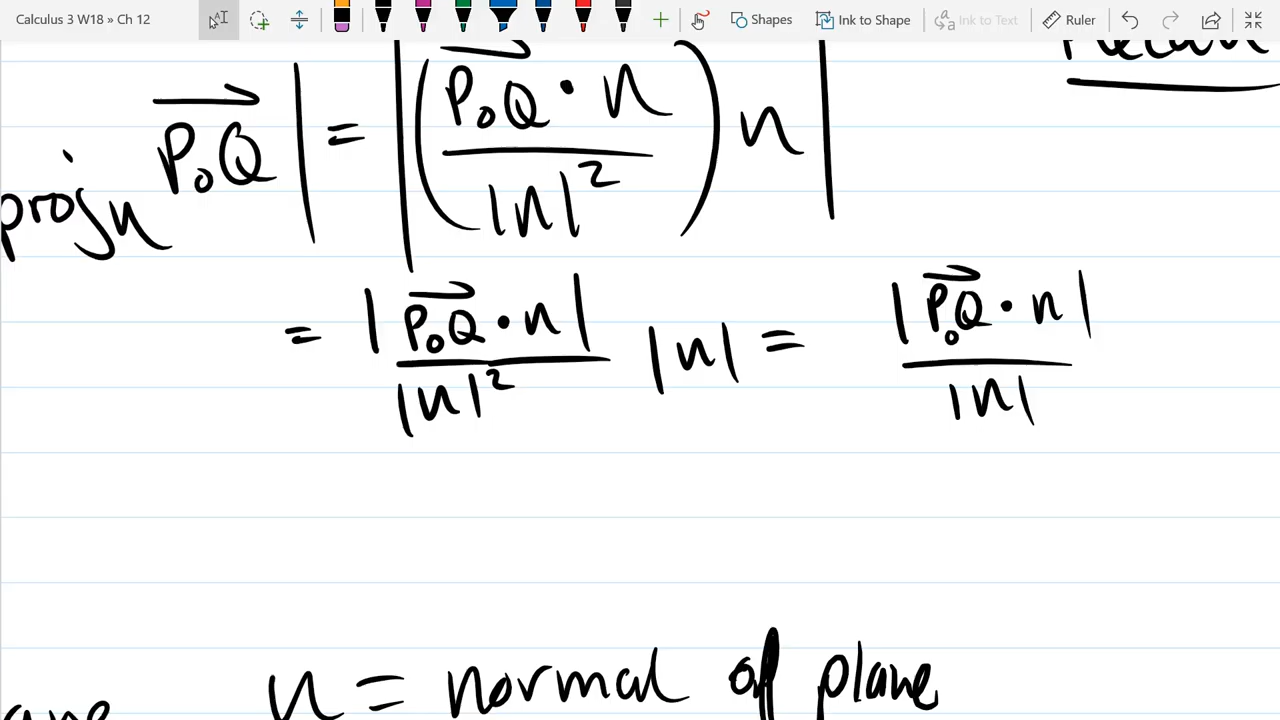 Calculus 3 W18 » Ch 12
Shapes
Ink to Shape
Ink to Text
Ruler
proj_n P₀Q | = | ( P₀Q · n / |n|² ) n |
= | P₀Q · n | / |n|² |n| = | P₀Q · n | / |n|
n = normal of plane